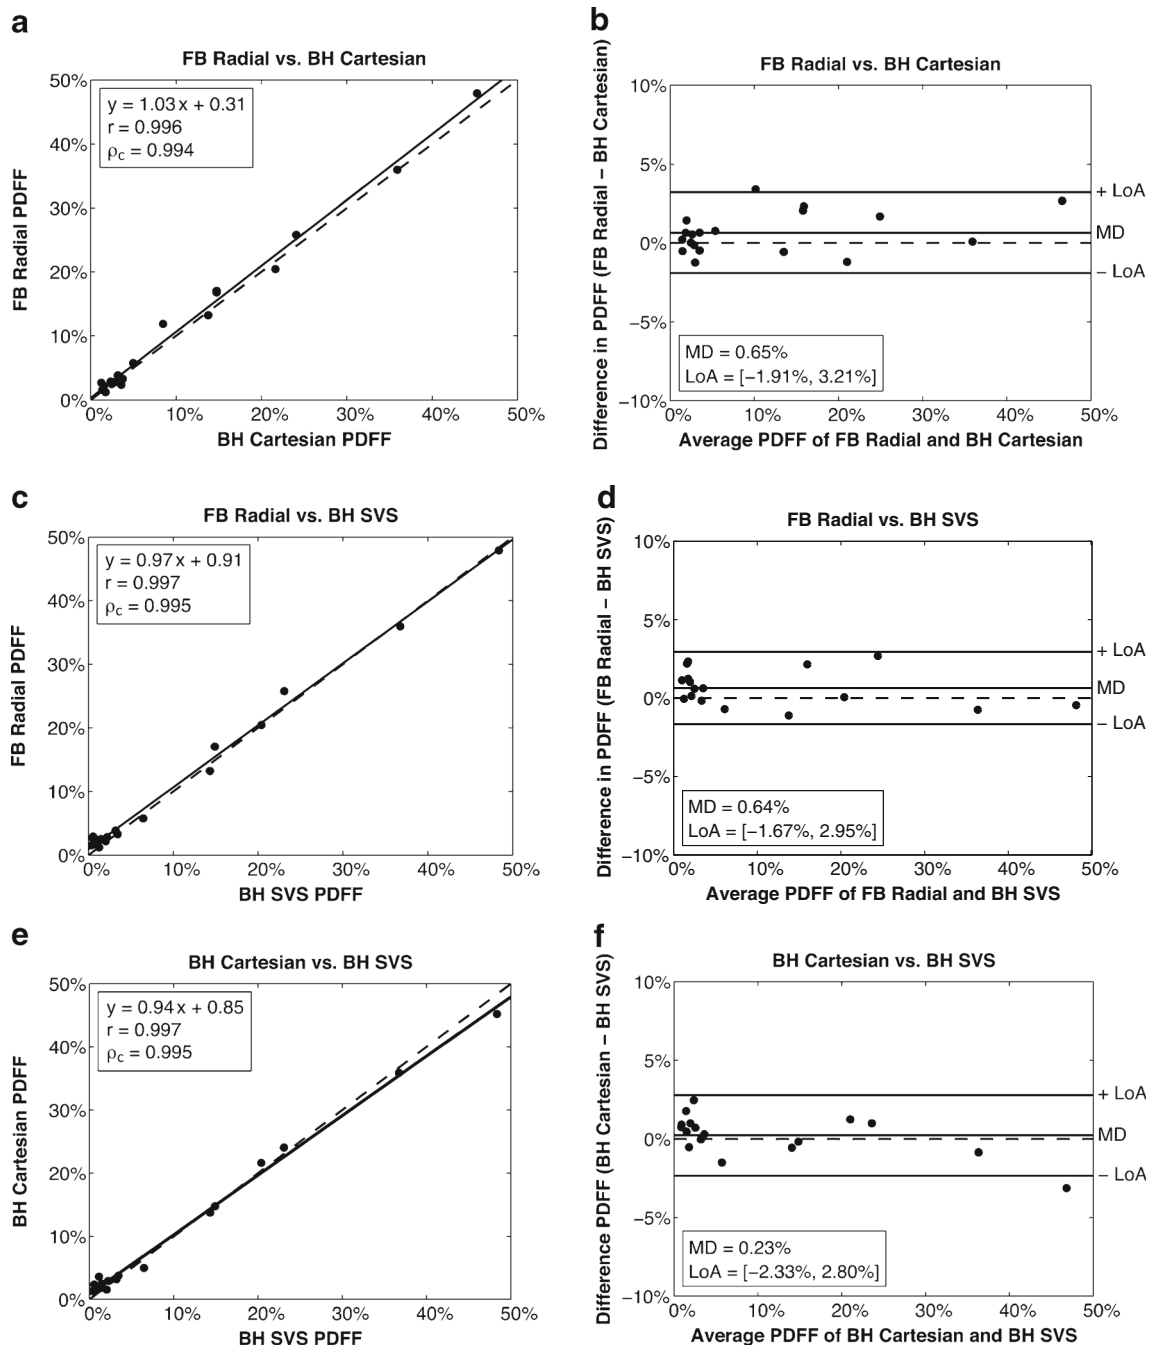 a
FB Radial vs. BH Cartesian
50%
40%
30%
20%
10%
0%
FB Radial PDFF
y = 1.03 x + 0.31
r = 0.996
ρc = 0.994
0% 10% 20% 30% 40% 50%
BH Cartesian PDFF
b
FB Radial vs. BH Cartesian
10%
5%
0%
−5%
−10%
Difference in PDFF (FB Radial − BH Cartesian)
+ LoA
MD
− LoA
MD = 0.65%
LoA = [−1.91%, 3.21%]
0% 10% 20% 30% 40% 50%
Average PDFF of FB Radial and BH Cartesian
c
FB Radial vs. BH SVS
50%
40%
30%
20%
10%
0%
FB Radial PDFF
y = 0.97 x + 0.91
r = 0.997
ρc = 0.995
0% 10% 20% 30% 40% 50%
BH SVS PDFF
d
FB Radial vs. BH SVS
10%
5%
0%
−5%
−10%
Difference in PDFF (FB Radial − BH SVS)
+ LoA
MD
− LoA
MD = 0.64%
LoA = [−1.67%, 2.95%]
0% 10% 20% 30% 40% 50%
Average PDFF of FB Radial and BH SVS
e
BH Cartesian vs. BH SVS
50%
40%
30%
20%
10%
0%
BH Cartesian PDFF
y = 0.94 x + 0.85
r = 0.997
ρc = 0.995
0% 10% 20% 30% 40% 50%
BH SVS PDFF
f
BH Cartesian vs. BH SVS
10%
5%
0%
−5%
−10%
Difference PDFF (BH Cartesian − BH SVS)
+ LoA
MD
− LoA
MD = 0.23%
LoA = [−2.33%, 2.80%]
0% 10% 20% 30% 40% 50%
Average PDFF of BH Cartesian and BH SVS